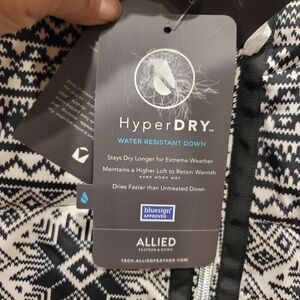 HyperDRY™
WATER RESISTANT DOWN
Stays Dry Longer for Extreme Weather
Maintains a Higher Loft to Retain Warmth
even when wet
Dries Faster than Untreated Down
bluesign®
APPROVED
ALLIED
FEATHER & DOWN
TECH.ALLIEDFEATHER.COM